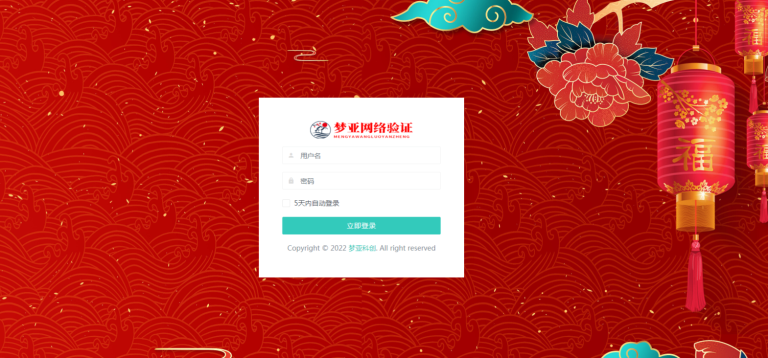 梦亚网络验证
MENGYAWANGLUOYANZHENG
用户名
密码
5天内自动登录
立即登录
Copyright © 2022 梦亚科创. All right reserved
福